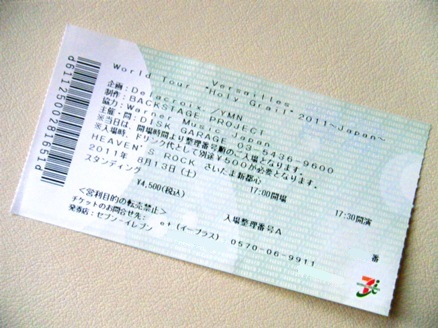 Versailles
World Tour "Holy Grail" 2011~Japan~
企画:Delacroix /YMN
制作:BACKSTAGE PROJECT
協力:Warner Music Japan
主催・問:DISK GARAGE 03-5436-9600
※当日は、開場時より整理番号順のご入場となります。
※入場時、ドリンク代として別途¥500が必要となります。
HEAVEN'S ROCK さいたま新都心
2011年 8月13日(土) 17:00開場 17:30開演
スタンディング
¥4,500(税込)
入場整理番号A 番
<営利目的の転売禁止>
チケットのお問合せ先: e+(イープラス) 0570-06-9911
発券店:セブン-イレブン
d6112500281651d